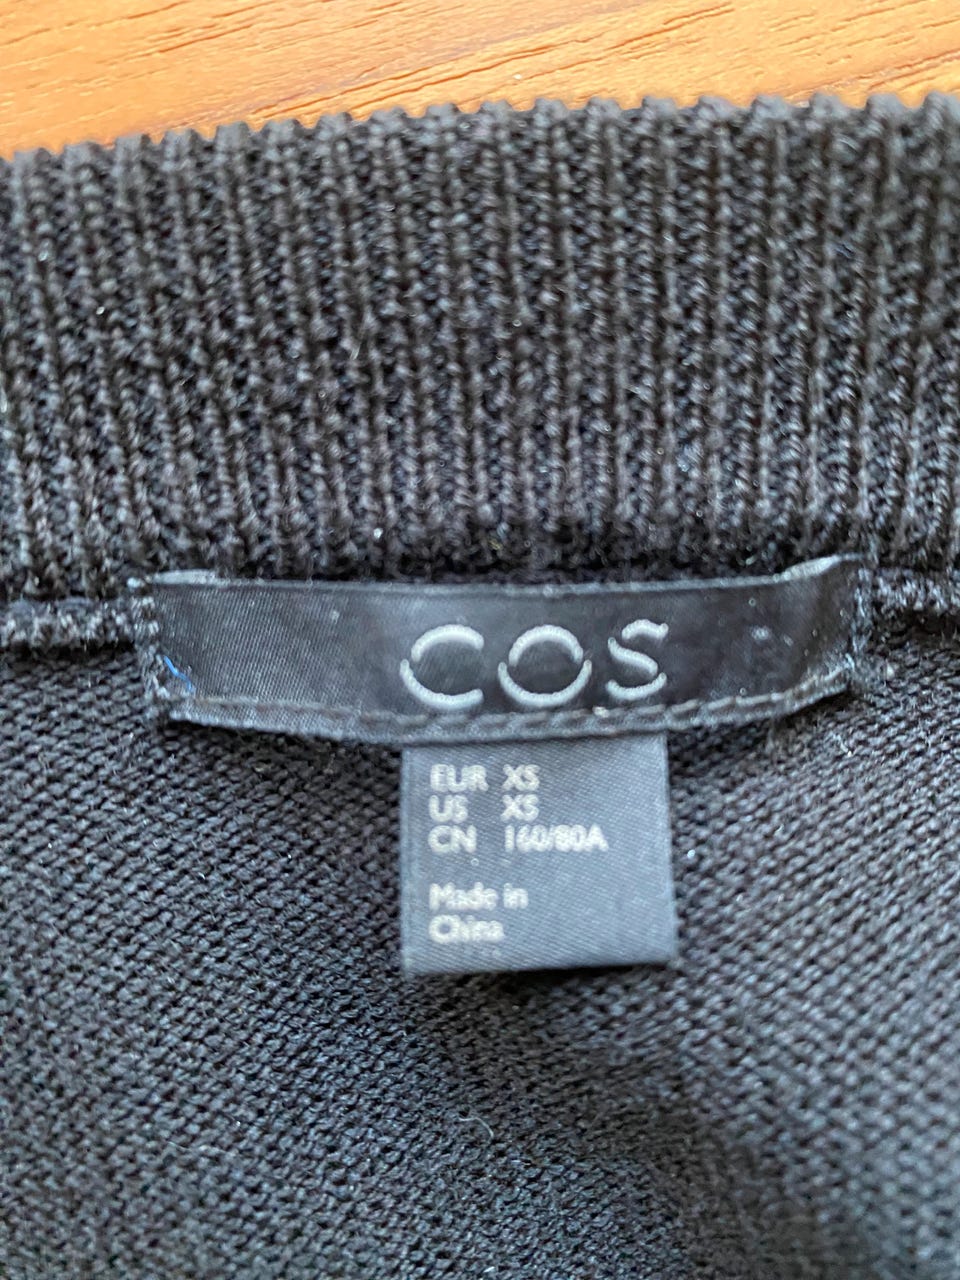 COS
EUR XS
US XS
CN 160/80A
Made in
China